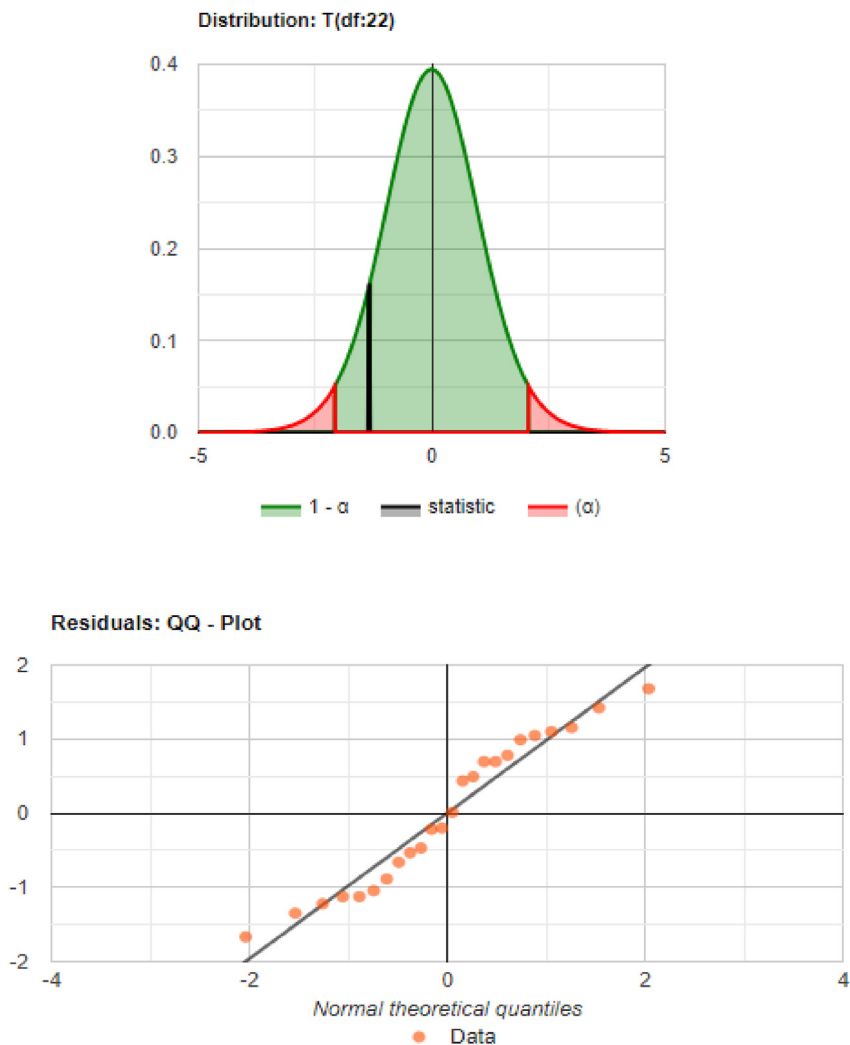 Distribution: T(df:22)
0.4
0.3
0.2
0.1
0.0
-5 0 5
1 - α statistic (α)
Residuals: QQ - Plot
2
1
0
-1
-2
-4 -2 0 2 4
Normal theoretical quantiles
Data